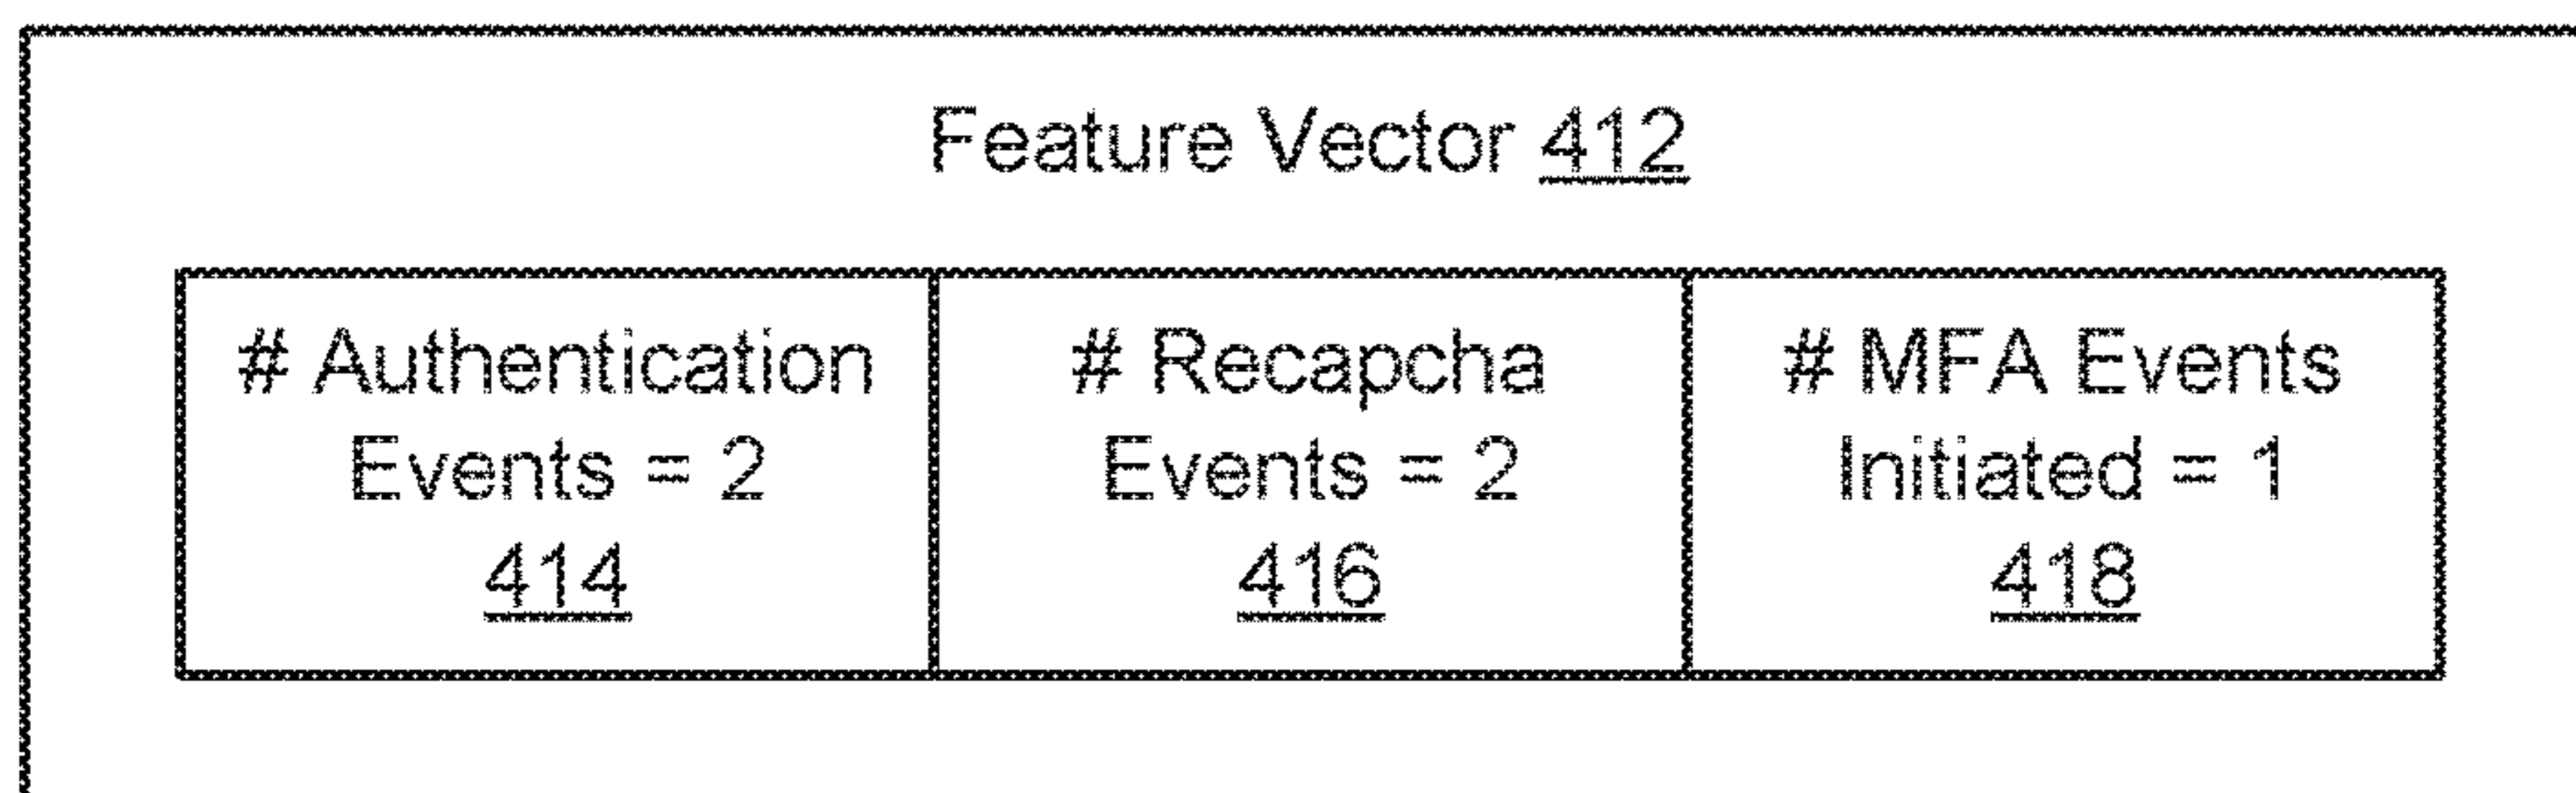 Feature Vector 412
# Authentication
Events = 2
414
# Recapcha
Events = 2
416
# MFA Events
Initiated = 1
418